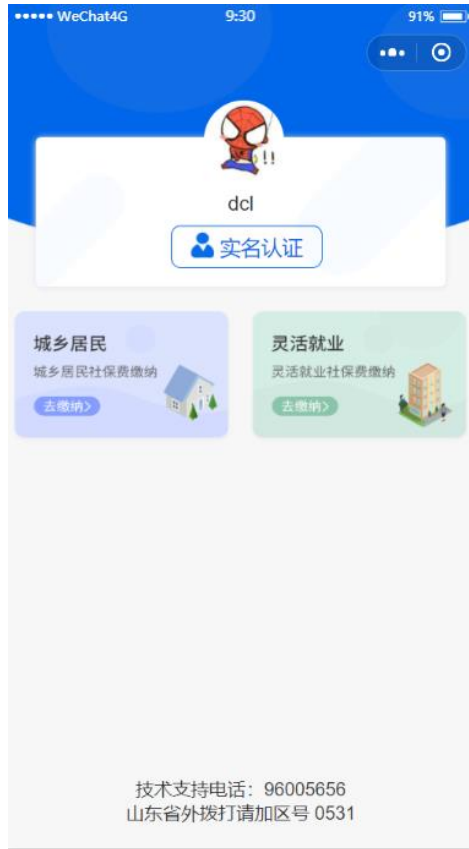 WeChat4G 9:30 91%
dcl
实名认证
城乡居民
城乡居民社保费缴纳
去缴纳>
灵活就业
灵活就业社保费缴纳
去缴纳>
技术支持电话：96005656
山东省外拨打请加区号 0531